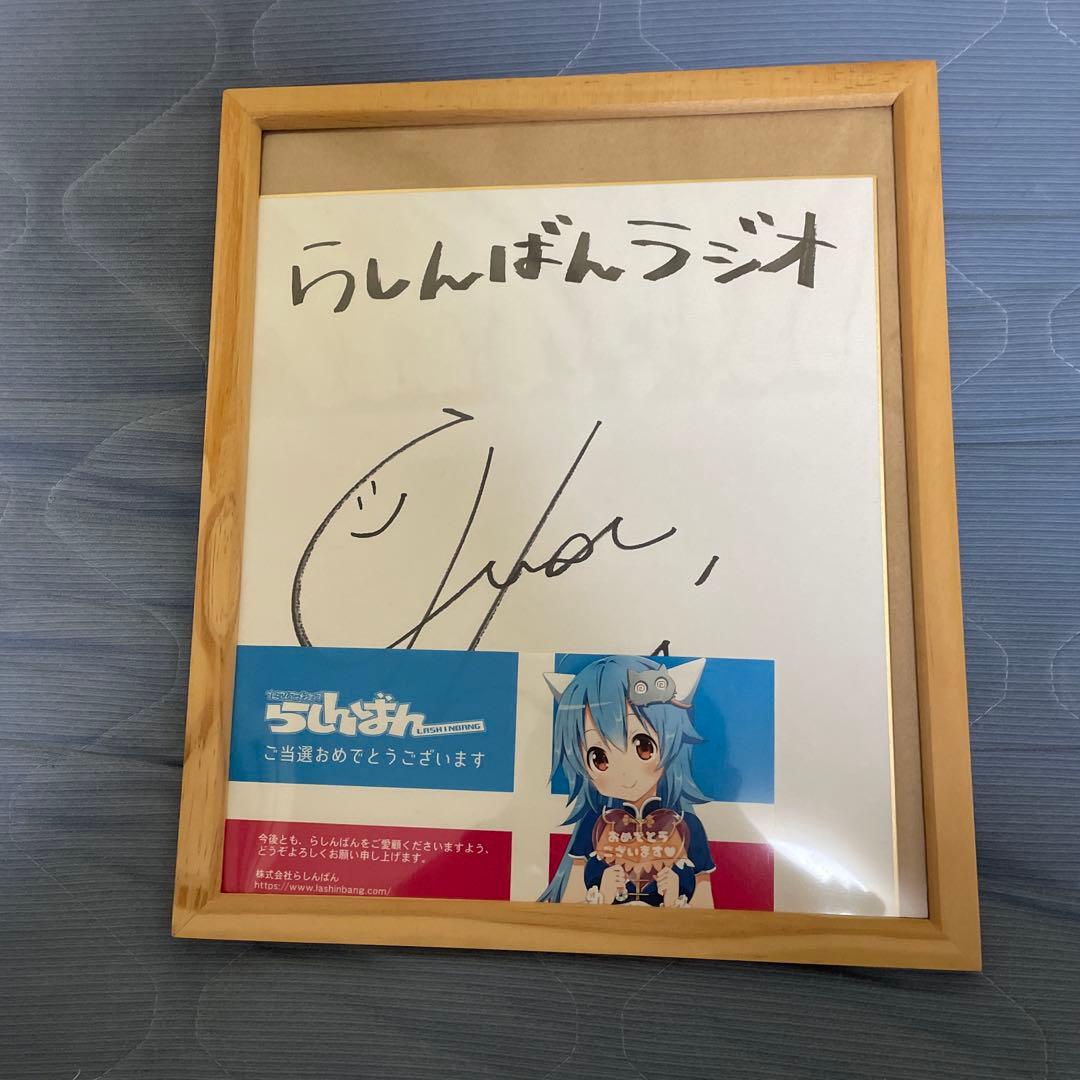 らしんばんラジオ
らしんばん
LASHINBANG
ご当選おめでとうございます
おめでとう
ございます♥
今後とも、らしんばんをご愛顧くださいますよう、
どうぞよろしくお願い申し上げます。
株式会社らしんばん
https://www.lashinbang.com/